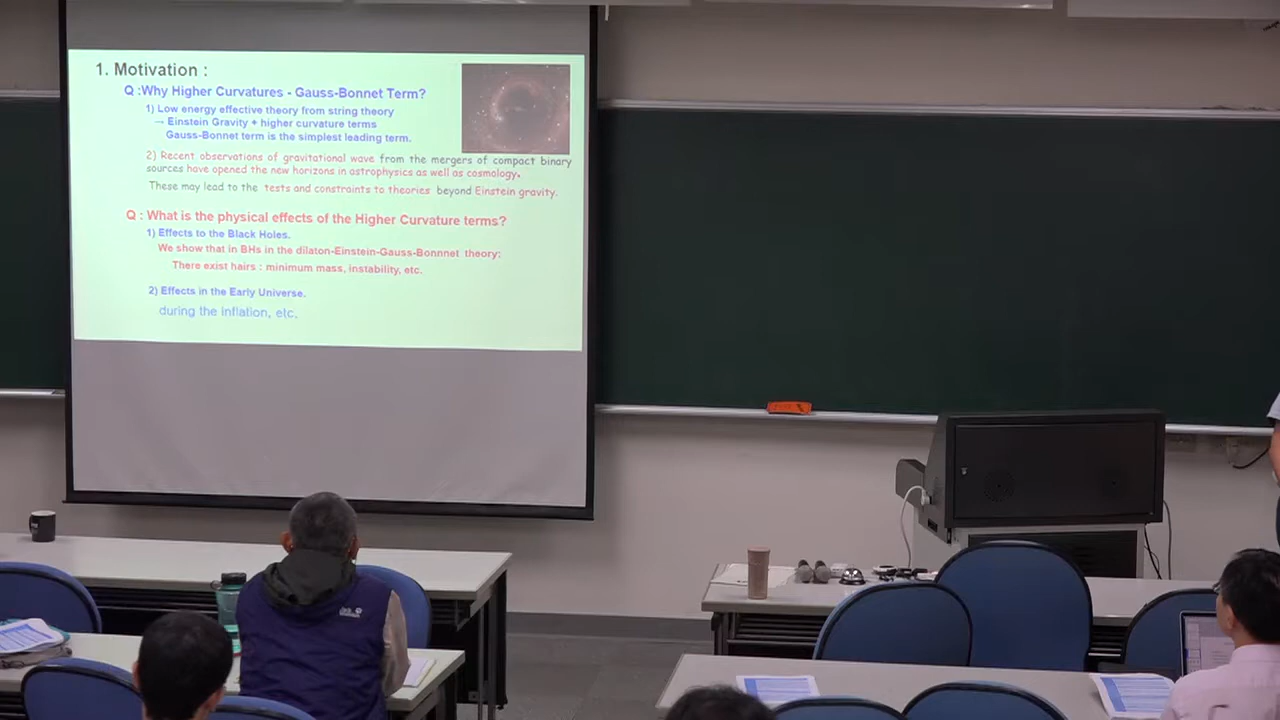 1. Motivation :
Q :Why Higher Curvatures - Gauss-Bonnet Term?
1) Low energy effective theory from string theory
→ Einstein Gravity + higher curvature terms
Gauss-Bonnet term is the simplest leading term.
2) Recent observations of gravitational wave from the mergers of compact binary
sources have opened the new horizons in astrophysics as well as cosmology.
These may lead to the tests and constraints to theories beyond Einstein gravity.
Q : What is the physical effects of the Higher Curvature terms?
1) Effects to the Black Holes.
We show that in BHs in the dilaton-Einstein-Gauss-Bonnnet theory:
There exist hairs : minimum mass, instability, etc.
2) Effects in the Early Universe.
during the inflation, etc.